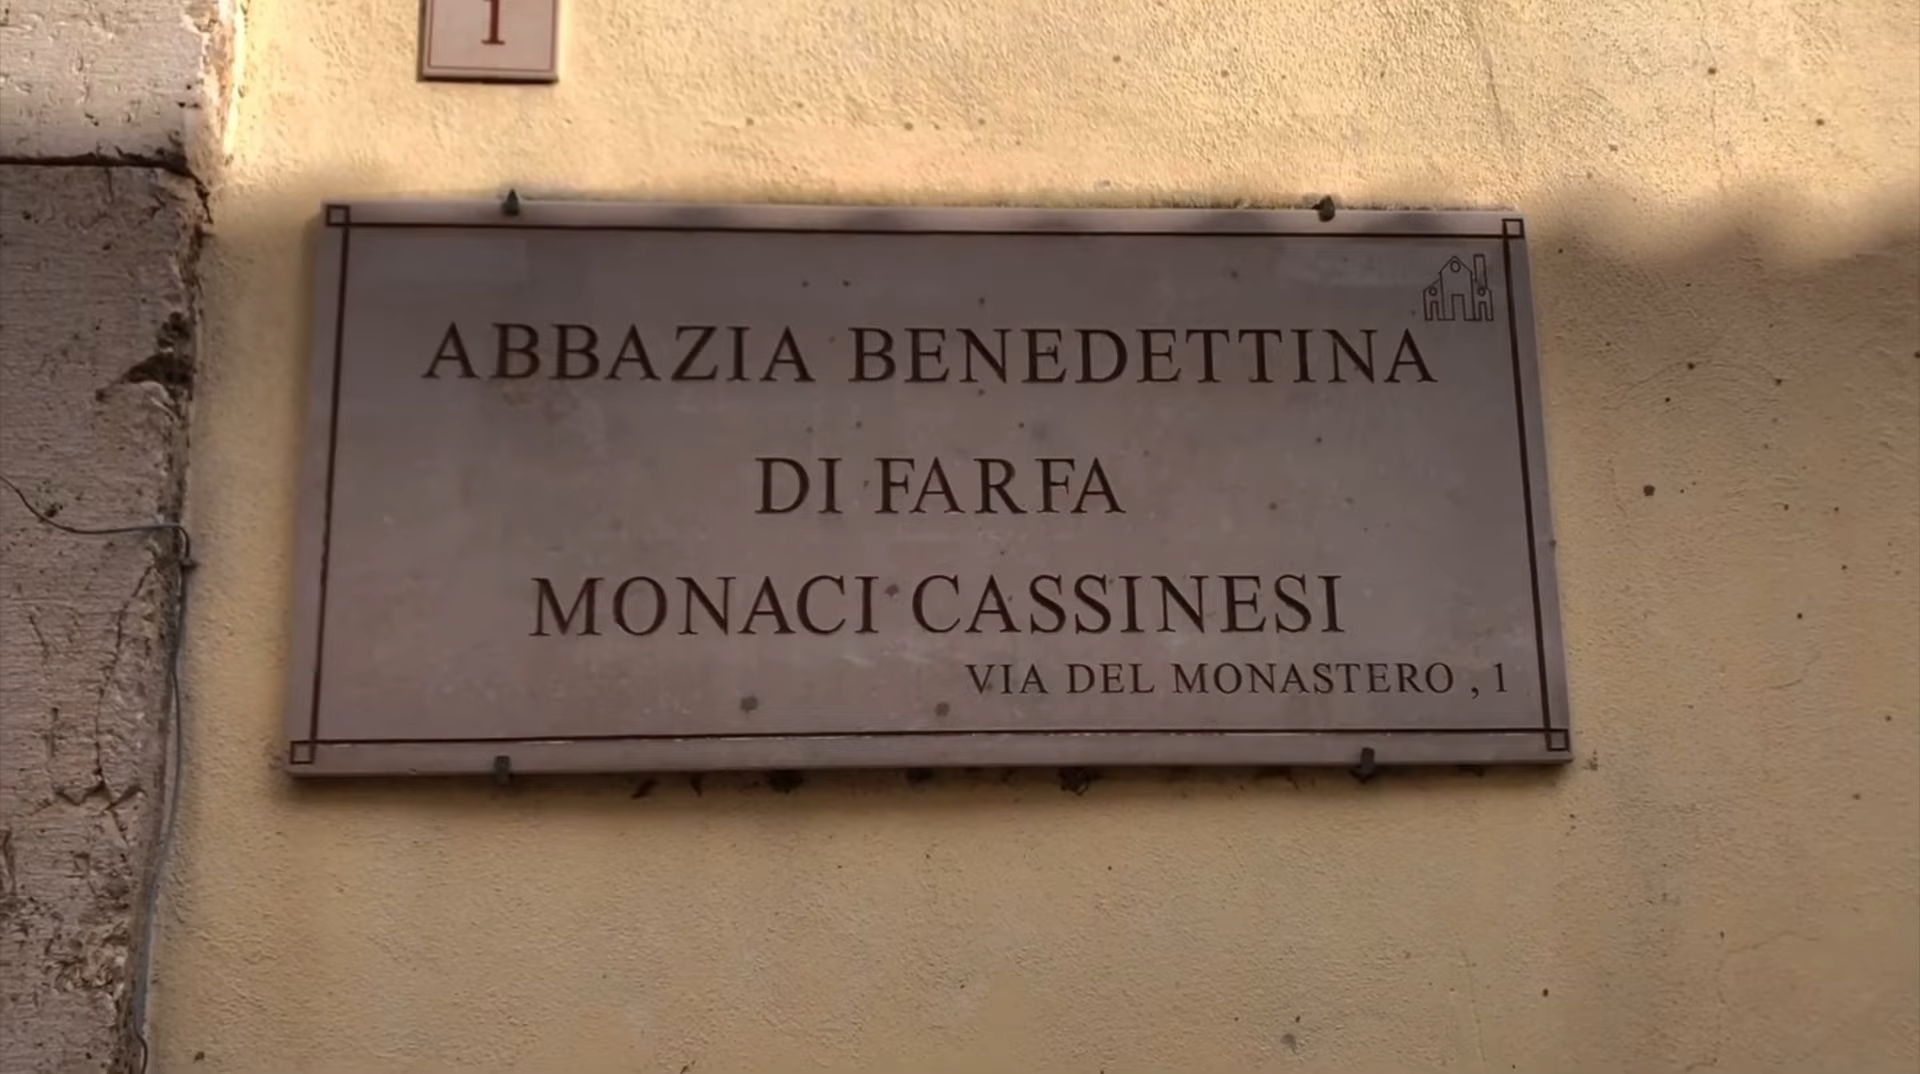 1
ABBAZIA BENEDETTINA
DI FARFA
MONACI CASSINESI
VIA DEL MONASTERO , 1